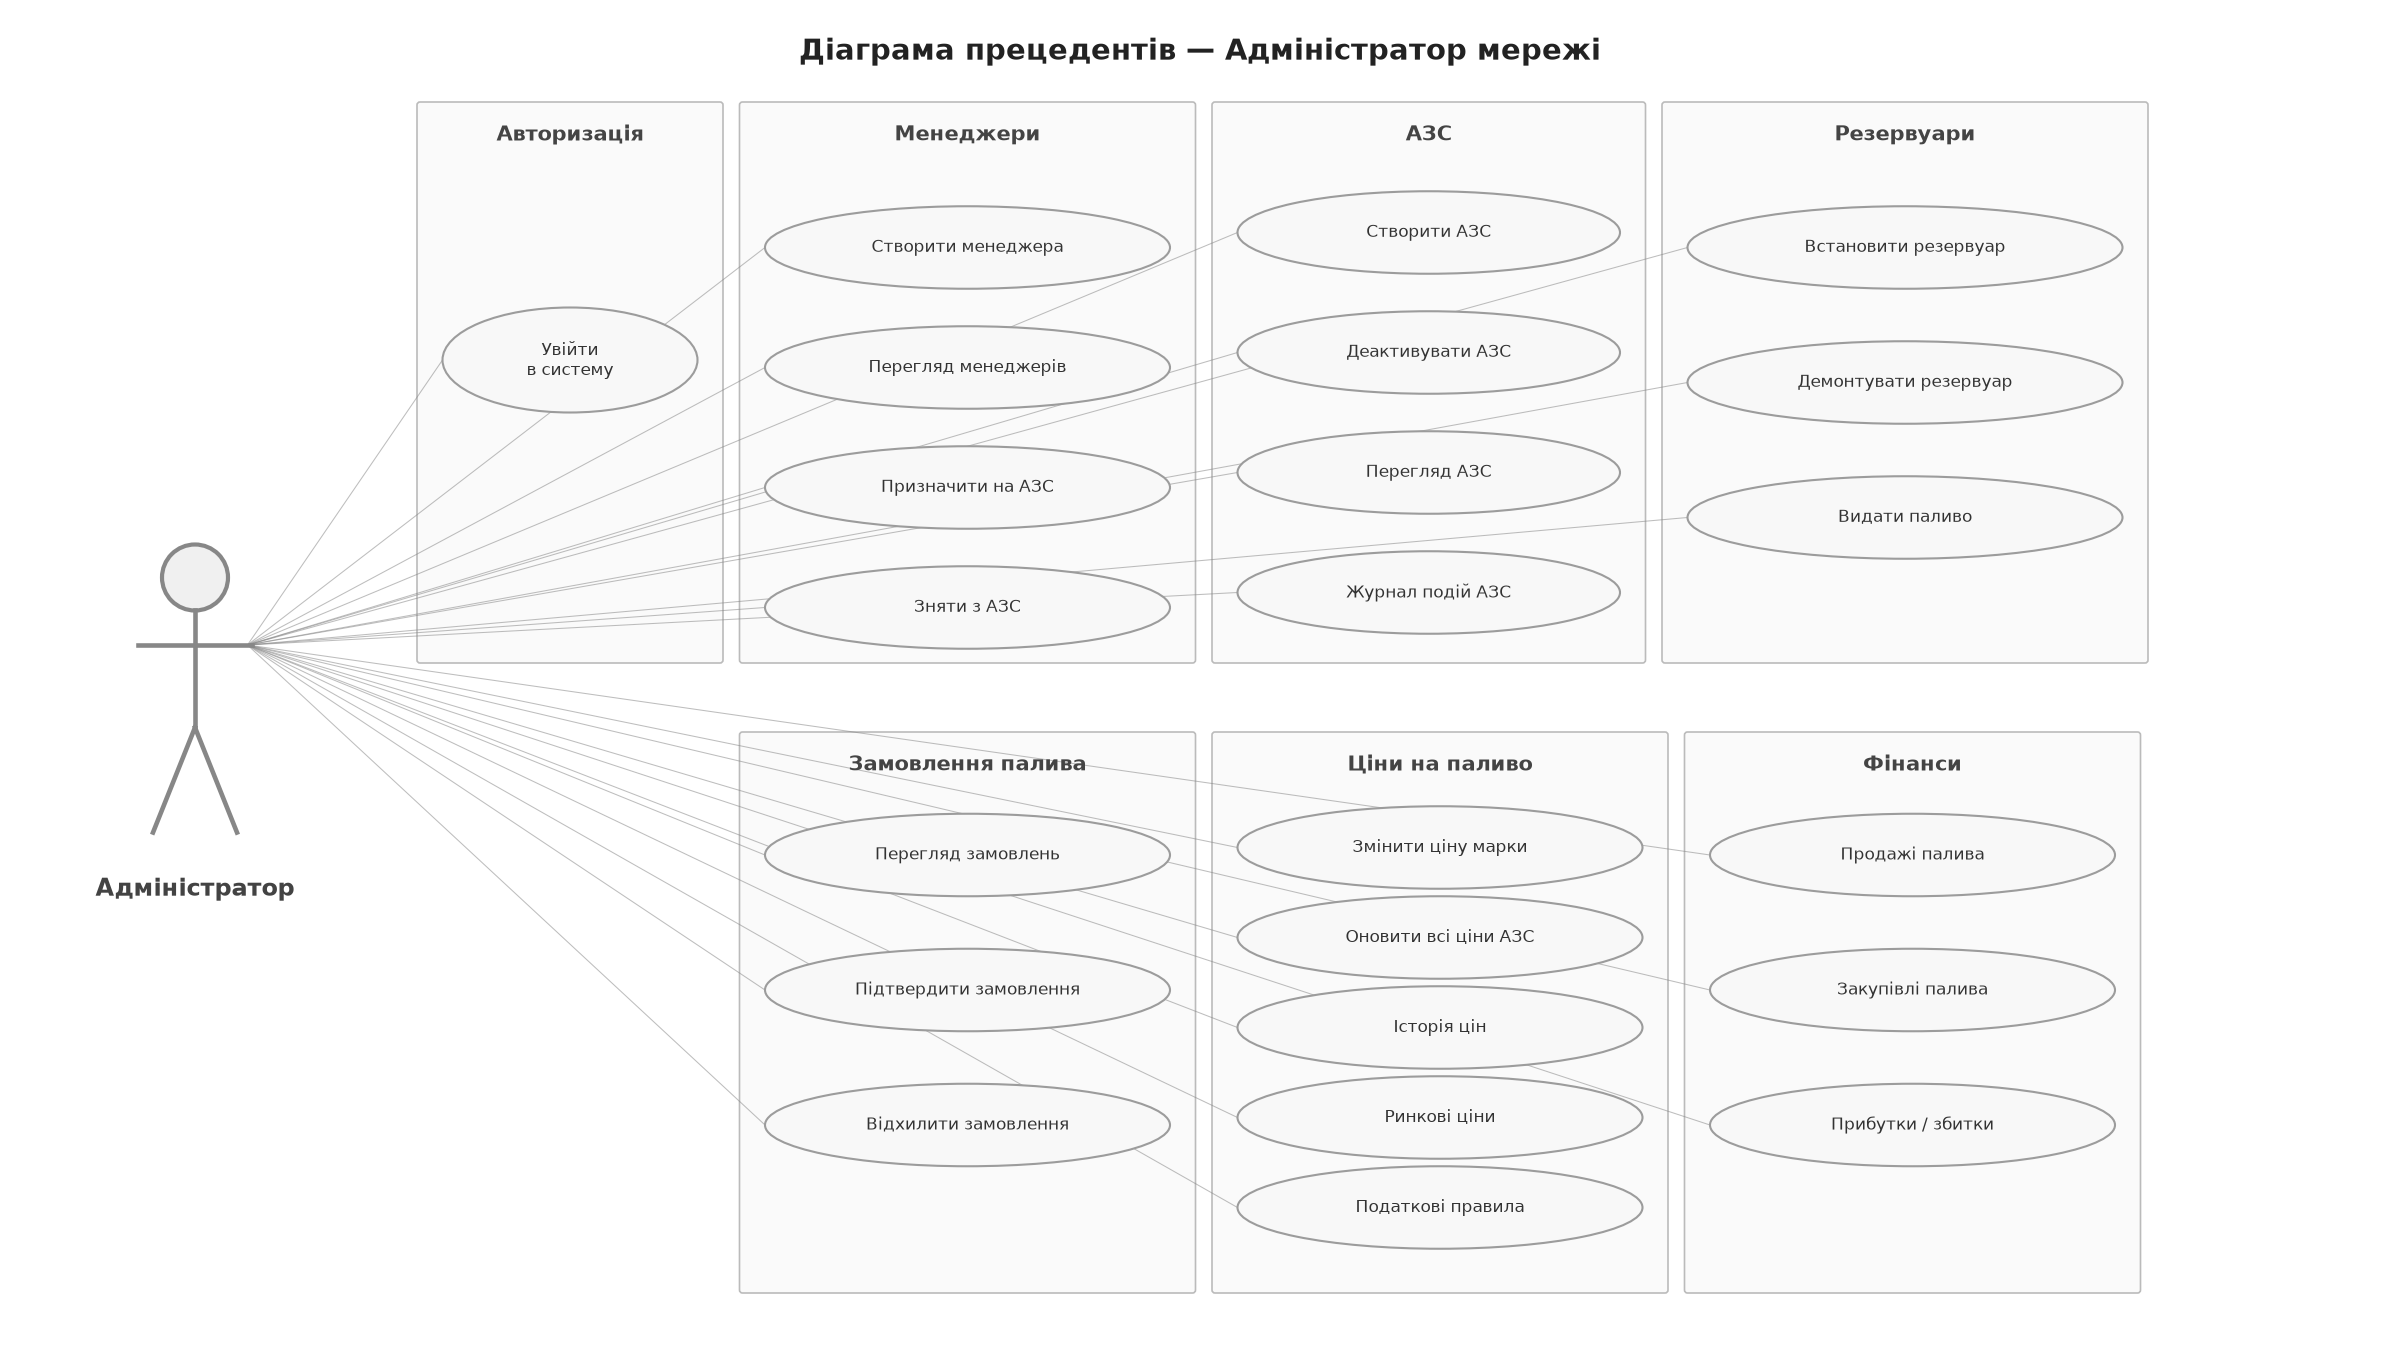 Діаграма прецедентів — Адміністратор мережі
Авторизація
Увійти
в систему
Менеджери
Створити менеджера
Перегляд менеджерів
Призначити на АЗС
Зняти з АЗС
АЗС
Створити АЗС
Деактивувати АЗС
Перегляд АЗС
Журнал подій АЗС
Резервуари
Встановити резервуар
Демонтувати резервуар
Видати паливо
Адміністратор
Замовлення палива
Перегляд замовлень
Підтвердити замовлення
Відхилити замовлення
Ціни на паливо
Змінити ціну марки
Оновити всі ціни АЗС
Історія цін
Ринкові ціни
Податкові правила
Фінанси
Продажі палива
Закупівлі палива
Прибутки / збитки